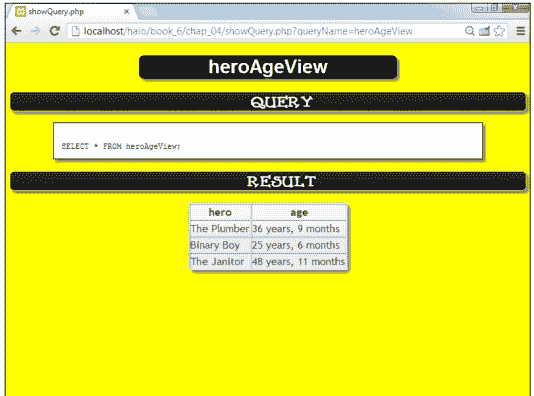 showQuery.php
localhost/haio/book_6/chap_04/showQuery.php?queryName=heroAgeView
heroAgeView
QUERY
SELECT * FROM heroAgeView;
RESULT
hero age
The Plumber 36 years, 9 months
Binary Boy 25 years, 6 months
The Janitor 48 years, 11 months